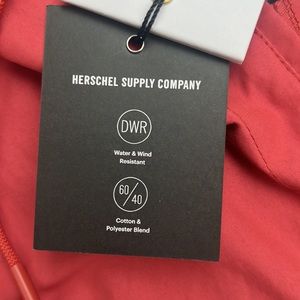 HERSCHEL SUPPLY COMPANY
DWR
Water & Wind
Resistant
60/40
Cotton &
Polyester Blend